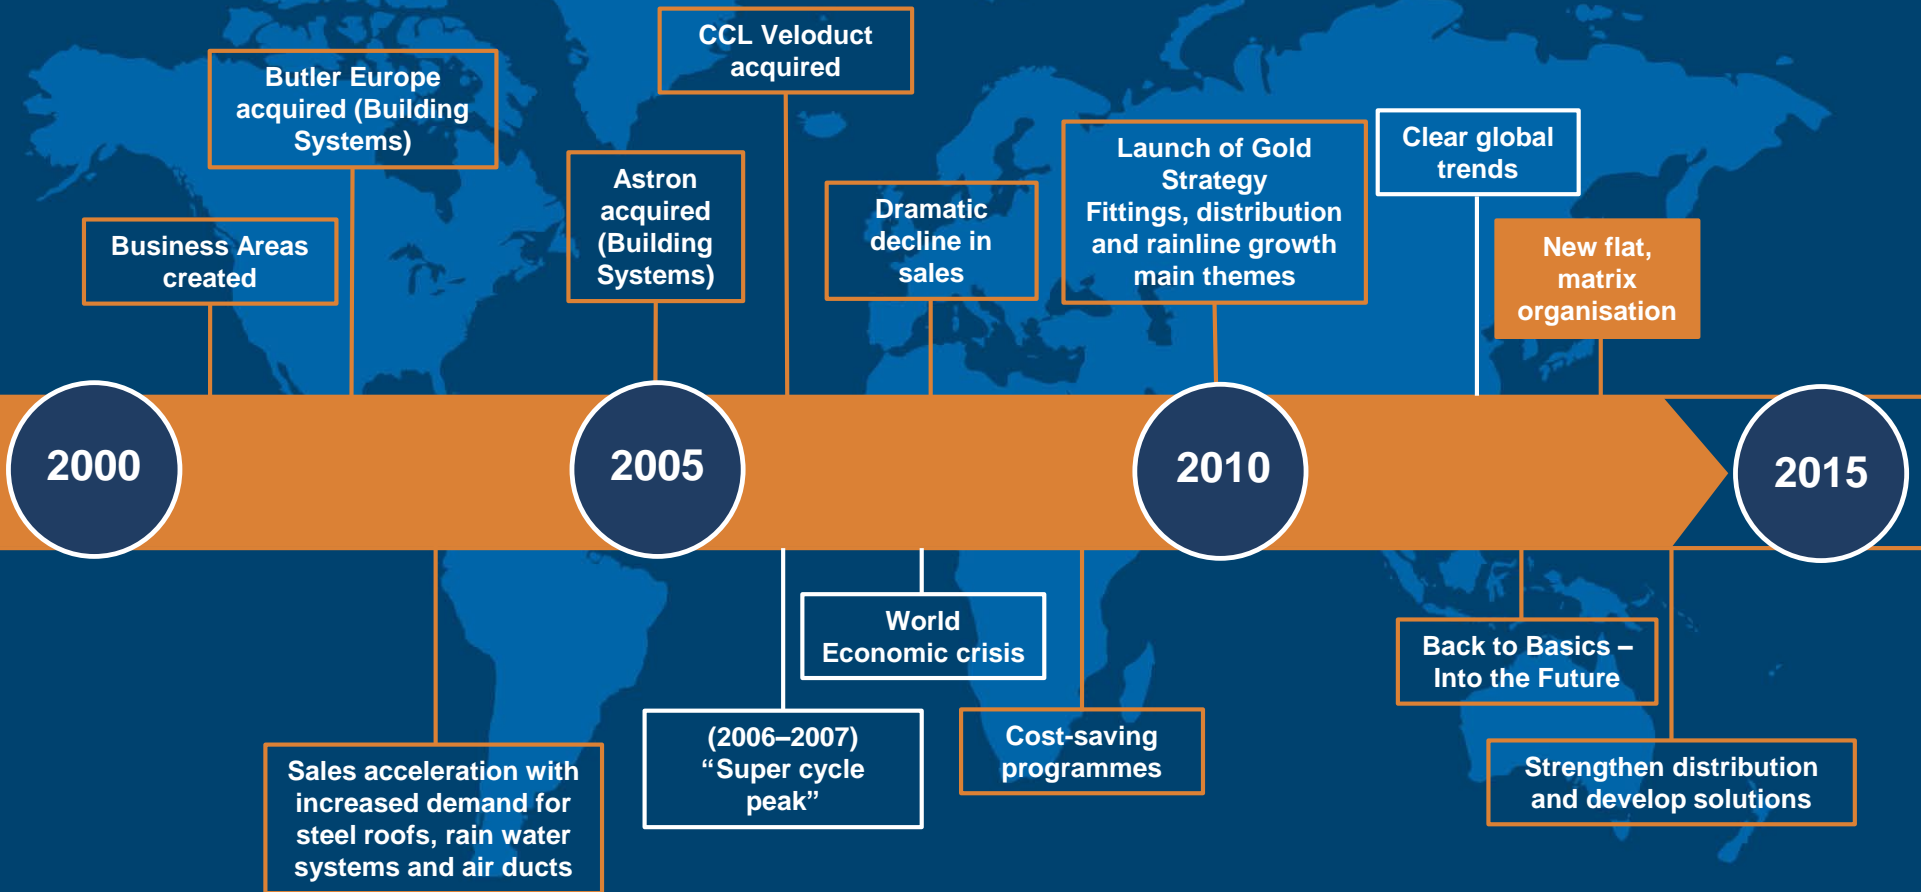 CCL Veloduct
acquired
Butler Europe
acquired (Building
Systems)
Clear global
trends
Launch of Gold
Strategy
Fittings, distribution
and rainline growth
main themes
Astron
acquired
(Building
Systems)
Dramatic
decline in
sales
Business Areas
created
New flat,
matrix
organisation
2000
2005
2010
2015
World
Economic crisis
Back to Basics –
Into the Future
(2006–2007)
“Super cycle
peak”
Cost-saving
programmes
Sales acceleration with
increased demand for
steel roofs, rain water
systems and air ducts
Strengthen distribution
and develop solutions